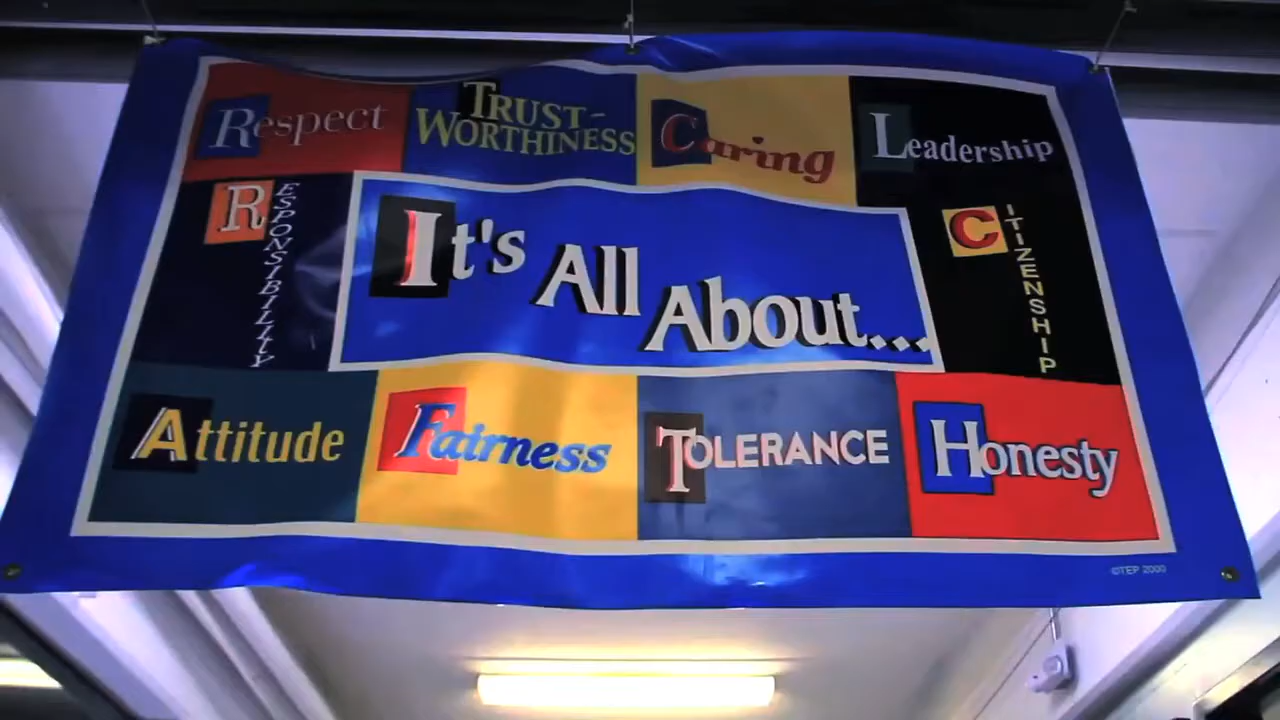 Respect
TRUST-
WORTHINESS
Caring
Leadership
RESPONSIBILITY
It's All About...
CITIZENSHIP
Attitude
Fairness
TOLERANCE
Honesty
©TEP 2000